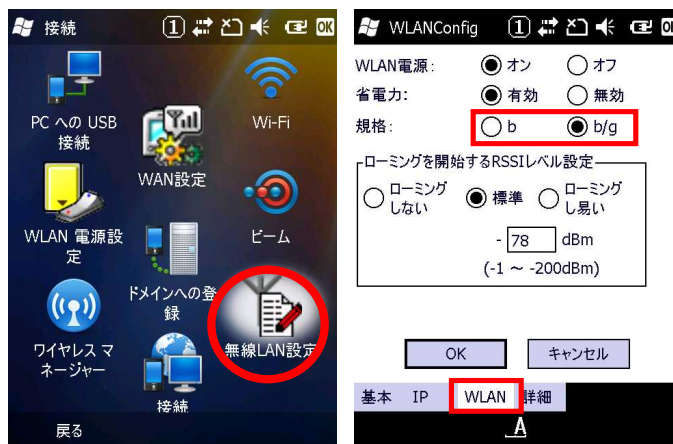 接続
1
OK
PC への USB
接続
WAN設定
Wi-Fi
WLAN 電源設
定
ドメインへの登
録
ビーム
ワイヤレス マ
ネージャー
接続
無線LAN設定
戻る
WLANConfig
1
WLAN電源:
オン
オフ
省電力:
有効
無効
規格:
b
b/g
ローミングを開始するRSSIレベル設定
ローミング
しない
標準
ローミング
し易い
- 78 dBm
(-1 ~ -200dBm)
OK
キャンセル
基本 IP WLAN 詳細
A